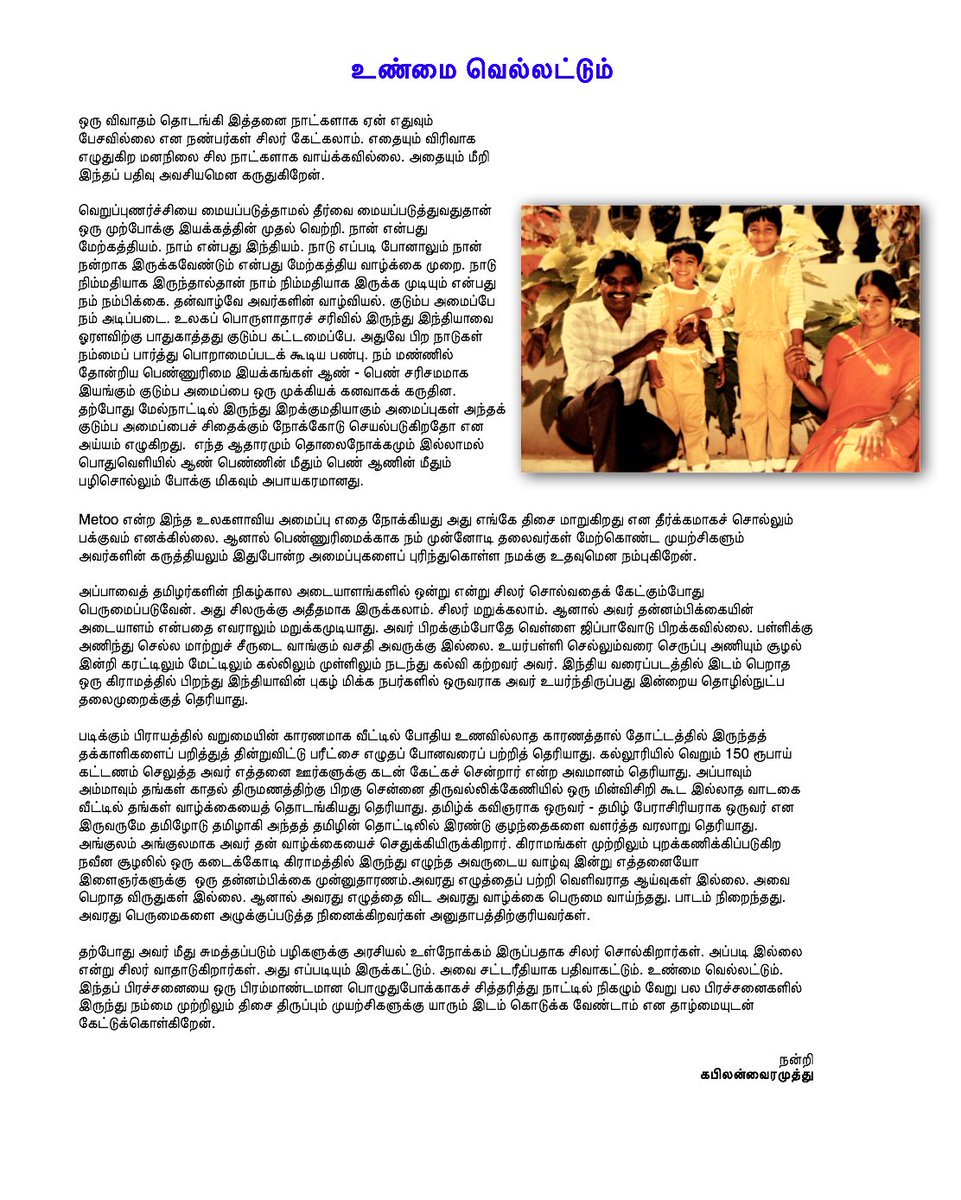 உண்மை வெல்லட்டும்
ஒரு விவாதம் தொடங்கி இத்தனை நாட்களாக ஏன் எதுவும்
பேசவில்லை என நண்பர்கள் சிலர் கேட்கலாம். எதையும் விரிவாக
எழுதுகிற மனநிலை சில நாட்களாக வாய்க்கவில்லை. அதையும் மீறி
இந்தப் பதிவு அவசியமென கருதுகிறேன்.
வெறுப்புணர்ச்சியை மையப்படுத்தாமல் தீர்வை மையப்படுத்துவதுதான்
ஒரு முற்போக்கு இயக்கத்தின் முதல் வெற்றி. நான் என்பது
மேற்கத்தியம். நாம் என்பது இந்தியம். நாடு எப்படி போனாலும் நான்
நன்றாக இருக்கவேண்டும் என்பது மேற்கத்திய வாழ்க்கை முறை. நாடு
நிம்மதியாக இருந்தால்தான் நாம் நிம்மதியாக இருக்க முடியும் என்பது
நம் நம்பிக்கை. தன்வாழ்வே அவர்களின் வாழ்வியல். குடும்ப அமைப்பே
நம் அடிப்படை. உலகப் பொருளாதாரச் சரிவில் இருந்து இந்தியாவை
ஓரளவிற்கு பாதுகாத்தது குடும்ப கட்டமைப்பே. அதுவே பிற நாடுகள்
நம்மைப் பார்த்து பொறாமைப்படக் கூடிய பண்பு. நம் மண்ணில்
தோன்றிய பெண்ணுரிமை இயக்கங்கள் ஆண் - பெண் சரிசமமாக
இயங்கும் குடும்ப அமைப்பை ஒரு முக்கியக் கனவாகக் கருதின.
தற்போது மேல்நாட்டில் இருந்து இறக்குமதியாகும் அமைப்புகள் அந்தக்
குடும்ப அமைப்பைச் சிதைக்கும் நோக்கோடு செயல்படுகிறதோ என
அய்யம் எழுகிறது. எந்த ஆதாரமும் தொலைநோக்கமும் இல்லாமல்
பொதுவெளியில் ஆண் பெண்ணின் மீதும் பெண் ஆணின் மீதும்
பழிசொல்லும் போக்கு மிகவும் அபாயகரமானது.
Metoo என்ற இந்த உலகளாவிய அமைப்பு எதை நோக்கியது அது எங்கே திசை மாறுகிறது என தீர்க்கமாகச் சொல்லும்
பக்குவம் எனக்கில்லை. ஆனால் பெண்ணுரிமைக்காக நம் முன்னோடி தலைவர்கள் மேற்கொண்ட முயற்சிகளும்
அவர்களின் கருத்தியலும் இதுபோன்ற அமைப்புகளைப் புரிந்துகொள்ள நமக்கு உதவுமென நம்புகிறேன்.
அப்பாவைத் தமிழர்களின் நிகழ்கால அடையாளங்களில் ஒன்று என்று சிலர் சொல்வதைக் கேட்கும்போது
பெருமைப்படுவேன். அது சிலருக்கு அதீதமாக இருக்கலாம். சிலர் மறுக்கலாம். ஆனால் அவர் தன்னம்பிக்கையின்
அடையாளம் என்பதை எவராலும் மறுக்கமுடியாது. அவர் பிறக்கும்போதே வெள்ளை ஜிப்பாவோடு பிறக்கவில்லை. பள்ளிக்கு
அணிந்து செல்ல மாற்றுச் சீருடை வாங்கும் வசதி அவருக்கு இல்லை. உயர்பள்ளி செல்லும்வரை செருப்பு அணியும் சூழல்
இன்றி கரட்டிலும் மேட்டிலும் கல்லிலும் முள்ளிலும் நடந்து கல்வி கற்றவர் அவர். இந்திய வரைப்படத்தில் இடம் பெறாத
ஒரு கிராமத்தில் பிறந்து இந்தியாவின் புகழ் மிக்க நபர்களில் ஒருவராக அவர் உயர்ந்திருப்பது இன்றைய தொழில்நுட்ப
தலைமுறைக்குத் தெரியாது.
படிக்கும் பிராயத்தில் வறுமையின் காரணமாக வீட்டில் போதிய உணவில்லாத காரணத்தால் தோட்டத்தில் இருந்தத்
தக்காளிகளைப் பறித்துத் தின்றுவிட்டு பரீட்சை எழுதப் போனவரைப் பற்றித் தெரியாது. கல்லூரியில் வெறும் 150 ரூபாய்
கட்டணம் செலுத்த அவர் எத்தனை ஊர்களுக்கு கடன் கேட்கச் சென்றார் என்ற அவமானம் தெரியாது. அப்பாவும்
அம்மாவும் தங்கள் காதல் திருமணத்திற்கு பிறகு சென்னை திருவல்லிக்கேணியில் ஒரு மின்விசிறி கூட இல்லாத வாடகை
வீட்டில் தங்கள் வாழ்க்கையைத் தொடங்கியது தெரியாது. தமிழ்க் கவிஞராக ஒருவர் - தமிழ் பேராசிரியராக ஒருவர் என
இருவருமே தமிழோடு தமிழாகி அந்தத் தமிழின் தொட்டிலில் இரண்டு குழந்தைகளை வளர்த்த வரலாறு தெரியாது.
அங்குலம் அங்குலமாக அவர் தன் வாழ்க்கையைச் செதுக்கியிருக்கிறார். கிராமங்கள் முற்றிலும் புறக்கணிக்கப்படுகிற
நவீன சூழலில் ஒரு கடைக்கோடி கிராமத்தில் இருந்து எழுந்த அவருடைய வாழ்வு இன்று எத்தனையோ
இளைஞர்களுக்கு ஒரு தன்னம்பிக்கை முன்னுதாரணம்.அவரது எழுத்தைப் பற்றி வெளிவராத ஆய்வுகள் இல்லை. அவை
பெறாத விருதுகள் இல்லை. ஆனால் அவரது எழுத்தை விட அவரது வாழ்க்கை பெருமை வாய்ந்தது. பாடம் நிறைந்தது.
அவரது பெருமைகளை அழுக்குப்படுத்த நினைக்கிறவர்கள் அனுதாபத்திற்குரியவர்கள்.
தற்போது அவர் மீது சுமத்தப்படும் பழிகளுக்கு அரசியல் உள்நோக்கம் இருப்பதாக சிலர் சொல்கிறார்கள். அப்படி இல்லை
என்று சிலர் வாதாடுகிறார்கள். அது எப்படியும் இருக்கட்டும். அவை சட்டரீதியாக பதிவாகட்டும். உண்மை வெல்லட்டும்.
இந்தப் பிரச்சனையை ஒரு பிரம்மாண்டமான பொழுதுபோக்காகச் சித்தரித்து நாட்டில் நிகழும் வேறு பல பிரச்சனைகளில்
இருந்து நம்மை முற்றிலும் திசை திருப்பும் முயற்சிகளுக்கு யாரும் இடம் கொடுக்க வேண்டாம் என தாழ்மையுடன்
கேட்டுக்கொள்கிறேன்.
நன்றி
கபிலன்வைரமுத்து